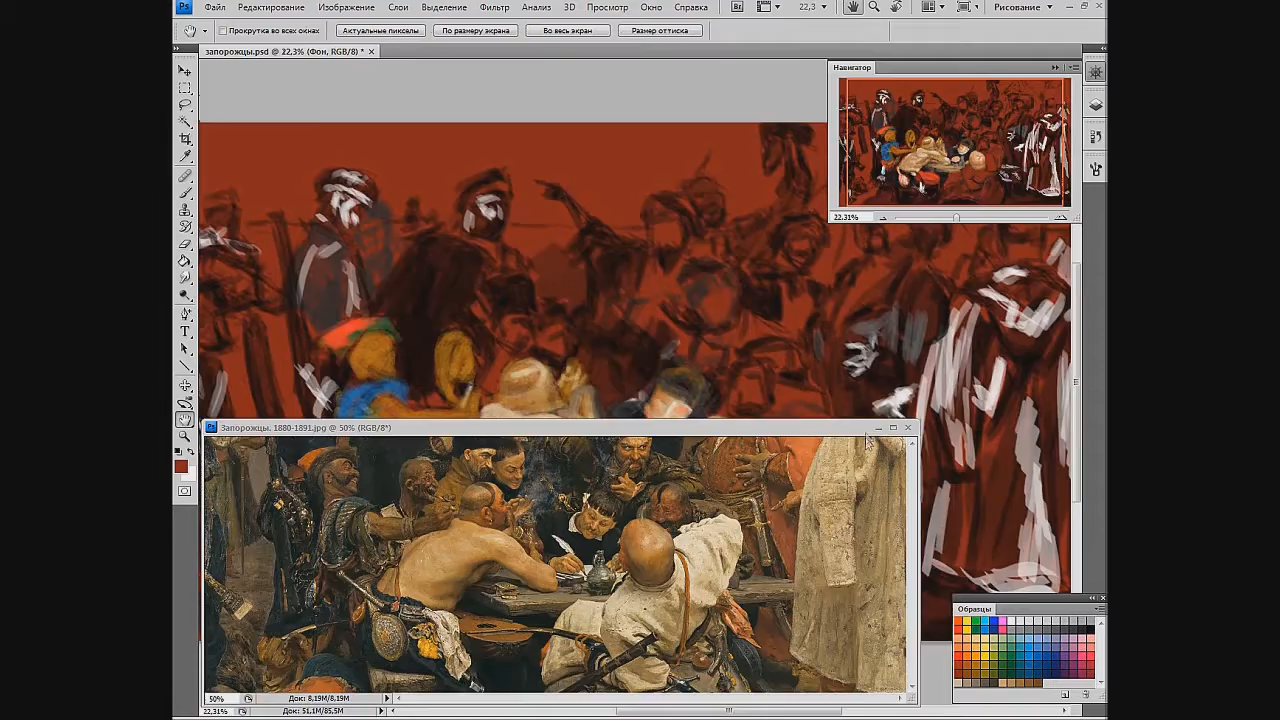 Ps Файл Редактирование Изображение Слои Выделение Фильтр Анализ 3D Просмотр Окно Справка Br 22,3 Рисование
Прокрутка во всех окнах Актуальные пикселы По размеру экрана Во весь экран Размер оттиска
запорожцы.psd @ 22,3% (Фон, RGB/8) *
Навигатор
22.31%
Ps Запорожцы. 1880-1891.jpg @ 50% (RGB/8*)
Образцы
50% Док: 8,19M/8,19M
22,31% Док: 51,1M/85,5M